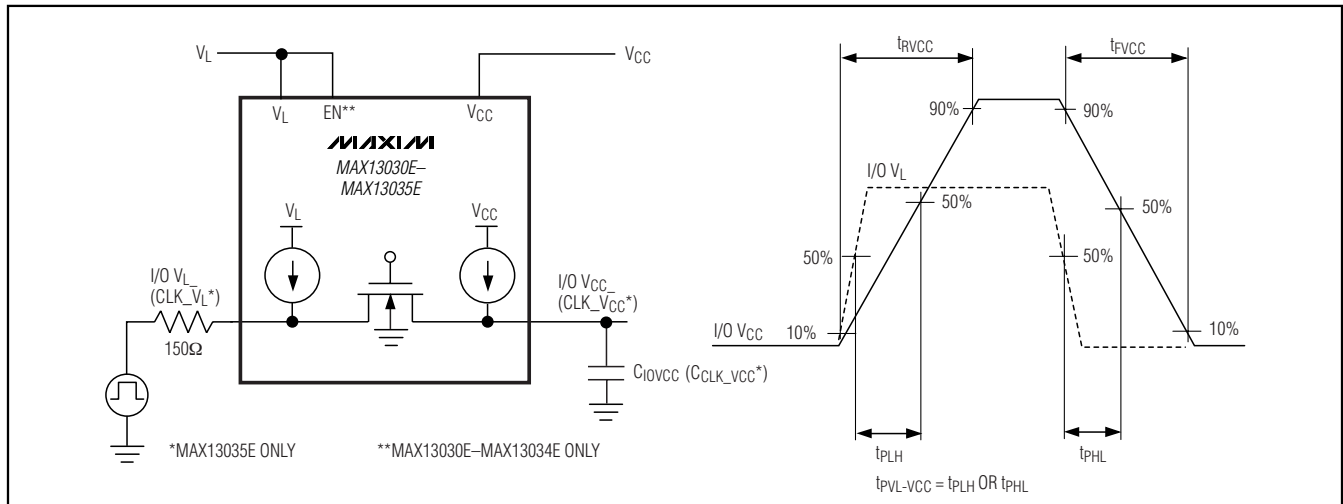 VL
VCC
VL
EN**
VCC
MAXIM
MAX13030E–
MAX13035E
VL
VCC
I/O VL_
(CLK_VL*)
150Ω
I/O VCC_
(CLK_VCC*)
CIOVCC (CCLK_VCC*)
*MAX13035E ONLY
**MAX13030E–MAX13034E ONLY
tRVCC
tFVCC
90%
90%
I/O VL
50%
50%
50%
50%
I/O VCC
10%
10%
tPLH
tPHL
tPVL-VCC = tPLH OR tPHL